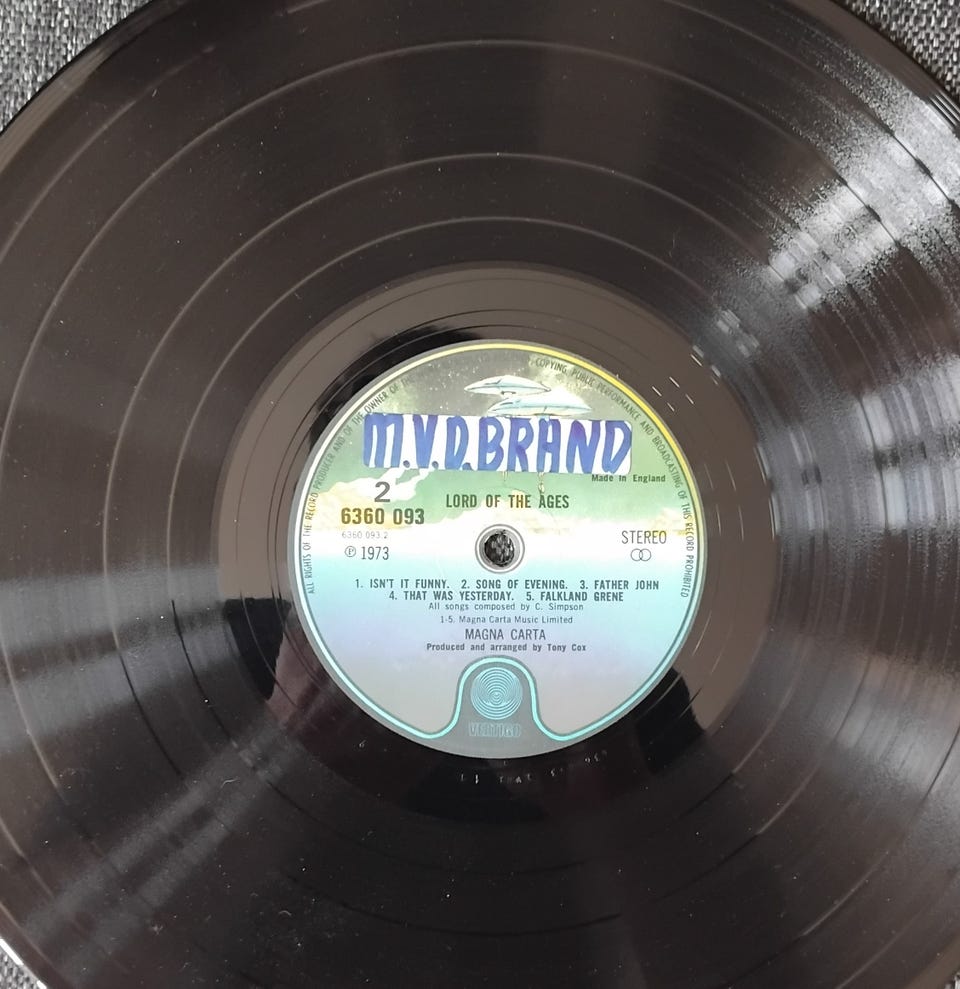 ALL RIGHTS OF THE RECORD PRODUCER AND OF THE OWNER OF THE
COPYING PUBLIC PERFORMANCE AND BROADCASTING OF THIS RECORD PROHIBITED
M.V.D.BRAND
Made in England
2
LORD OF THE AGES
6360 093
6360 093.2
STEREO
℗ 1973
1. ISN'T IT FUNNY. 2. SONG OF EVENING. 3. FATHER JOHN
4. THAT WAS YESTERDAY. 5. FALKLAND GRENE
All songs composed by C. Simpson
1-5. Magna Carta Music Limited
MAGNA CARTA
Produced and arranged by Tony Cox
VERTIGO